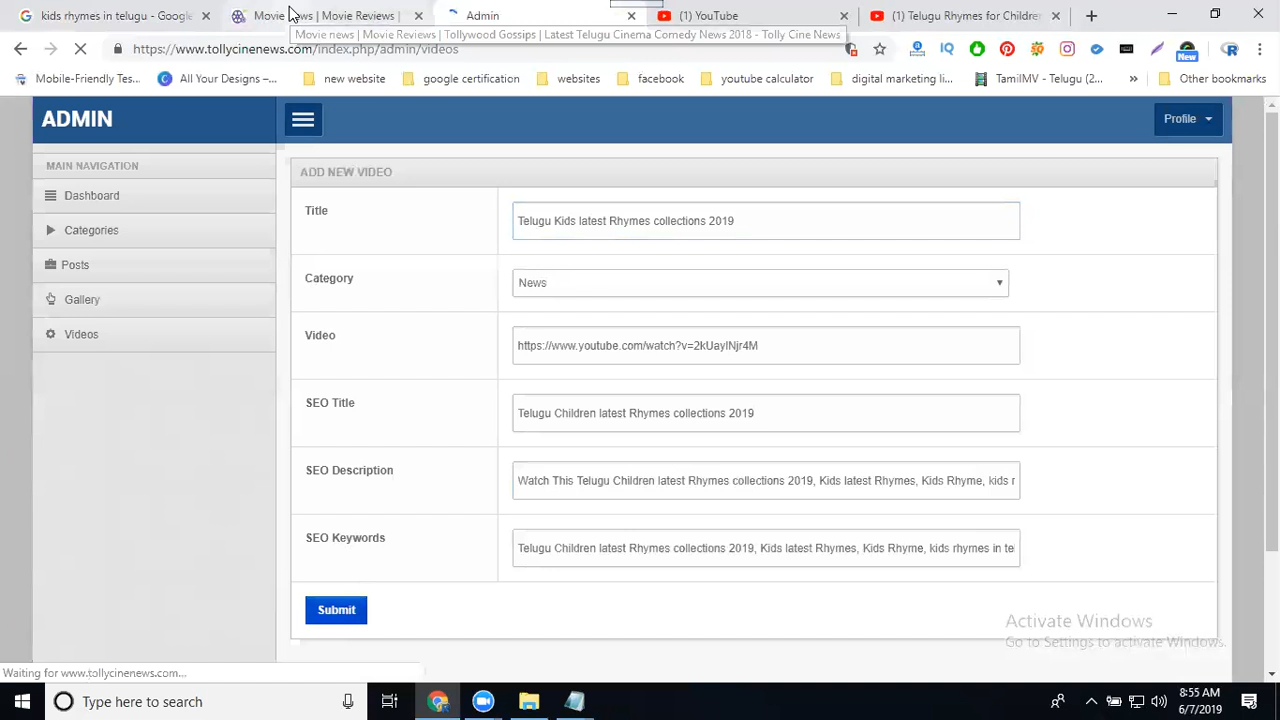 kids rhymes in telugu - Google
Movie news | Movie Reviews |
Admin
(1) YouTube
(1) Telugu Rhymes for Children
Movie news | Movie Reviews | Tollywood Gossips | Latest Telugu Cinema Comedy News 2018 - Tolly Cine News
https://www.tollycinenews.com/index.php/admin/videos
New
Mobile-Friendly Tes...
All Your Designs –...
new website
google certification
websites
facebook
youtube calculator
digital marketing li...
TamilMV - Telugu (2...
»
Other bookmarks
ADMIN
Profile
MAIN NAVIGATION
Dashboard
Categories
Posts
Gallery
Videos
ADD NEW VIDEO
Title
Telugu Kids latest Rhymes collections 2019
Category
News
Video
https://www.youtube.com/watch?v=2kUayINjr4M
SEO Title
Telugu Children latest Rhymes collections 2019
SEO Description
Watch This Telugu Children latest Rhymes collections 2019, Kids latest Rhymes, Kids Rhyme, kids r
SEO Keywords
Telugu Children latest Rhymes collections 2019, Kids latest Rhymes, Kids Rhyme, kids rhymes in te
Submit
Activate Windows
Go to Settings to activate Windows.
Waiting for www.tollycinenews.com...
Type here to search
8:55 AM
6/7/2019